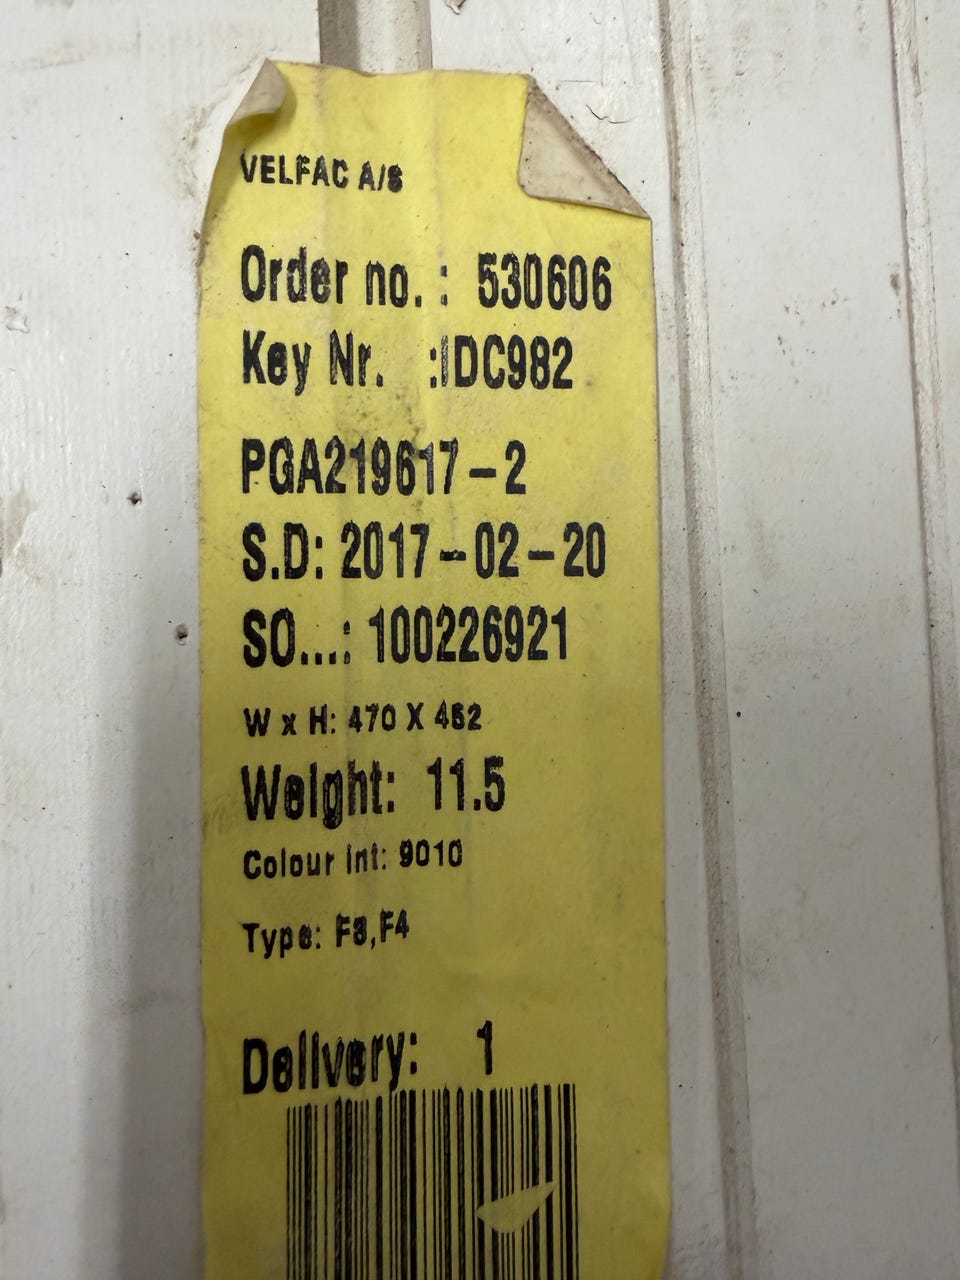 VELFAC A/S
Order no. : 530606
Key Nr. :IDC982
PGA219617-2
S.D: 2017-02-20
SO...: 100226921
W x H: 470 X 452
Weight: 11.5
Colour int: 9010
Type: F3,F4
Delivery: 1